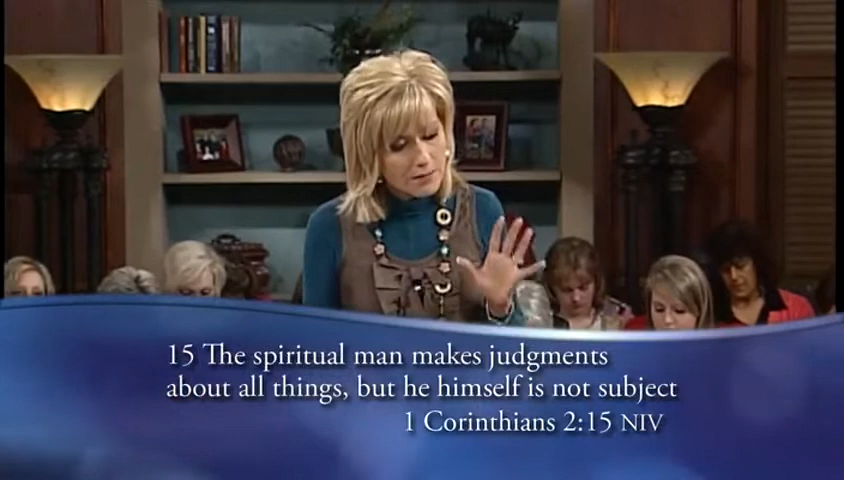 15 The spiritual man makes judgments
about all things, but he himself is not subject
1 Corinthians 2:15 NIV